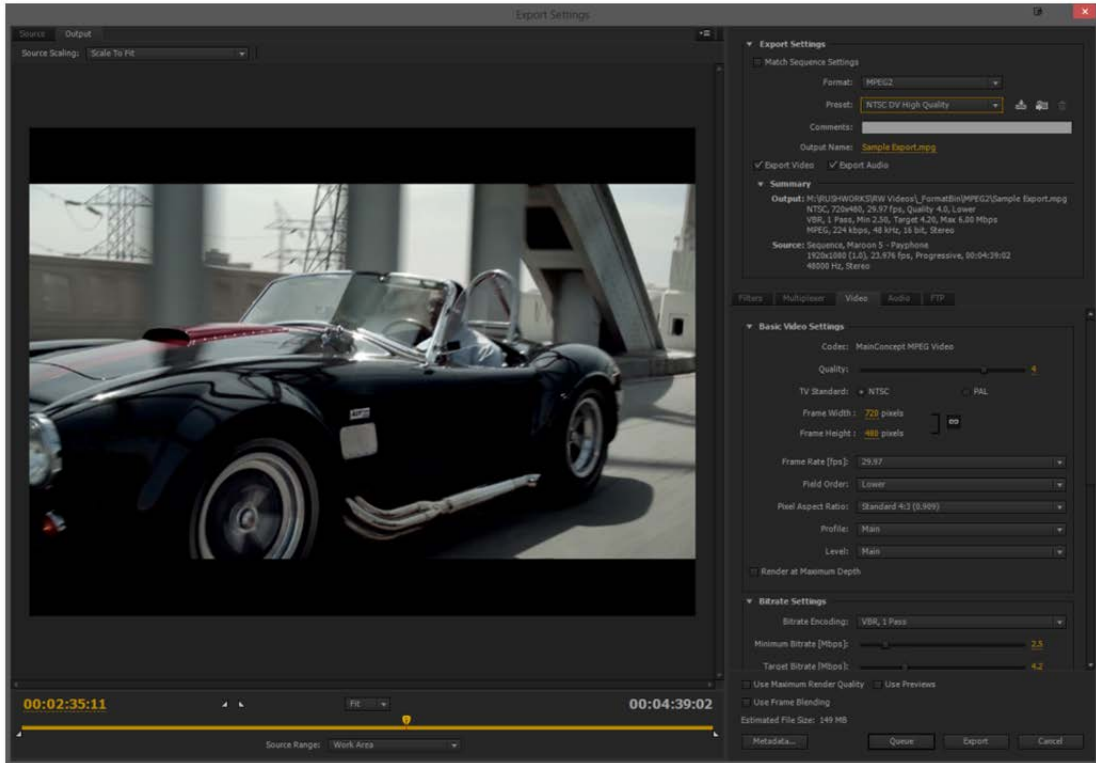 Export Settings
Source Output
Source Scaling: Scale To Fit
00:02:35:11
Fit
00:04:39:02
Source Range: Work Area
Export Settings
Match Sequence Settings
Format: MPEG2
Preset: NTSC DV High Quality
Comments:
Output Name: Sample Export.mpg
Export Video Export Audio
Summary
Output: M:\RUSHWORKS\RW Videos\_FormatBin\MPEG2\Sample Export.mpg
NTSC, 720x480, 29.97 fps, Quality 4.0, Lower
VBR, 1 Pass, Min 2.50, Target 4.20, Max 6.00 Mbps
MPEG, 224 kbps, 48 kHz, 16 bit, Stereo
Source: Sequence, Maroon 5 - Payphone
1920x1080 (1.0), 23.976 fps, Progressive, 00:04:39:02
48000 Hz, Stereo
Filters Multiplexer Video Audio FTP
Basic Video Settings
Codec: MainConcept MPEG Video
Quality: 4
TV Standard: NTSC PAL
Frame Width : 720 pixels
Frame Height : 480 pixels
Frame Rate [fps]: 29.97
Field Order: Lower
Pixel Aspect Ratio: Standard 4:3 (0.909)
Profile: Main
Level: Main
Render at Maximum Depth
Bitrate Settings
Bitrate Encoding: VBR, 1 Pass
Minimum Bitrate [Mbps]: 2.5
Target Bitrate [Mbps]: 4.2
Use Maximum Render Quality Use Previews
Use Frame Blending
Estimated File Size: 149 MB
Metadata... Queue Export Cancel